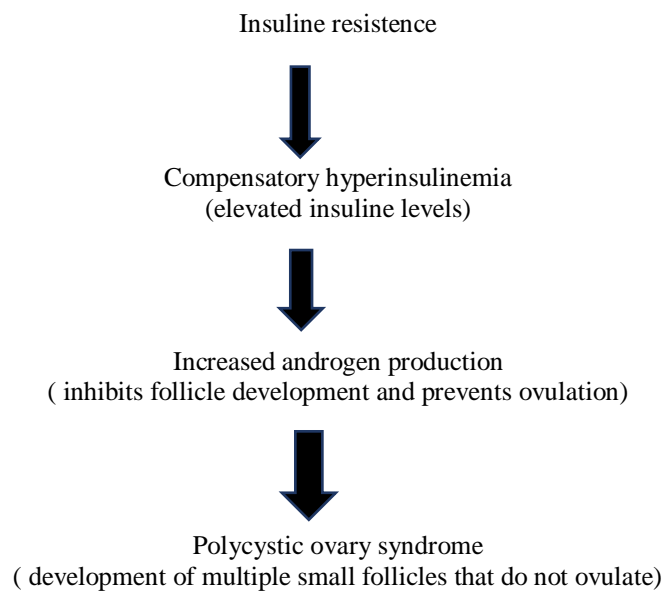 Insuline resistence
Compensatory hyperinsulinemia
(elevated insuline levels)
Increased androgen production
( inhibits follicle development and prevents ovulation)
Polycystic ovary syndrome
( development of multiple small follicles that do not ovulate)